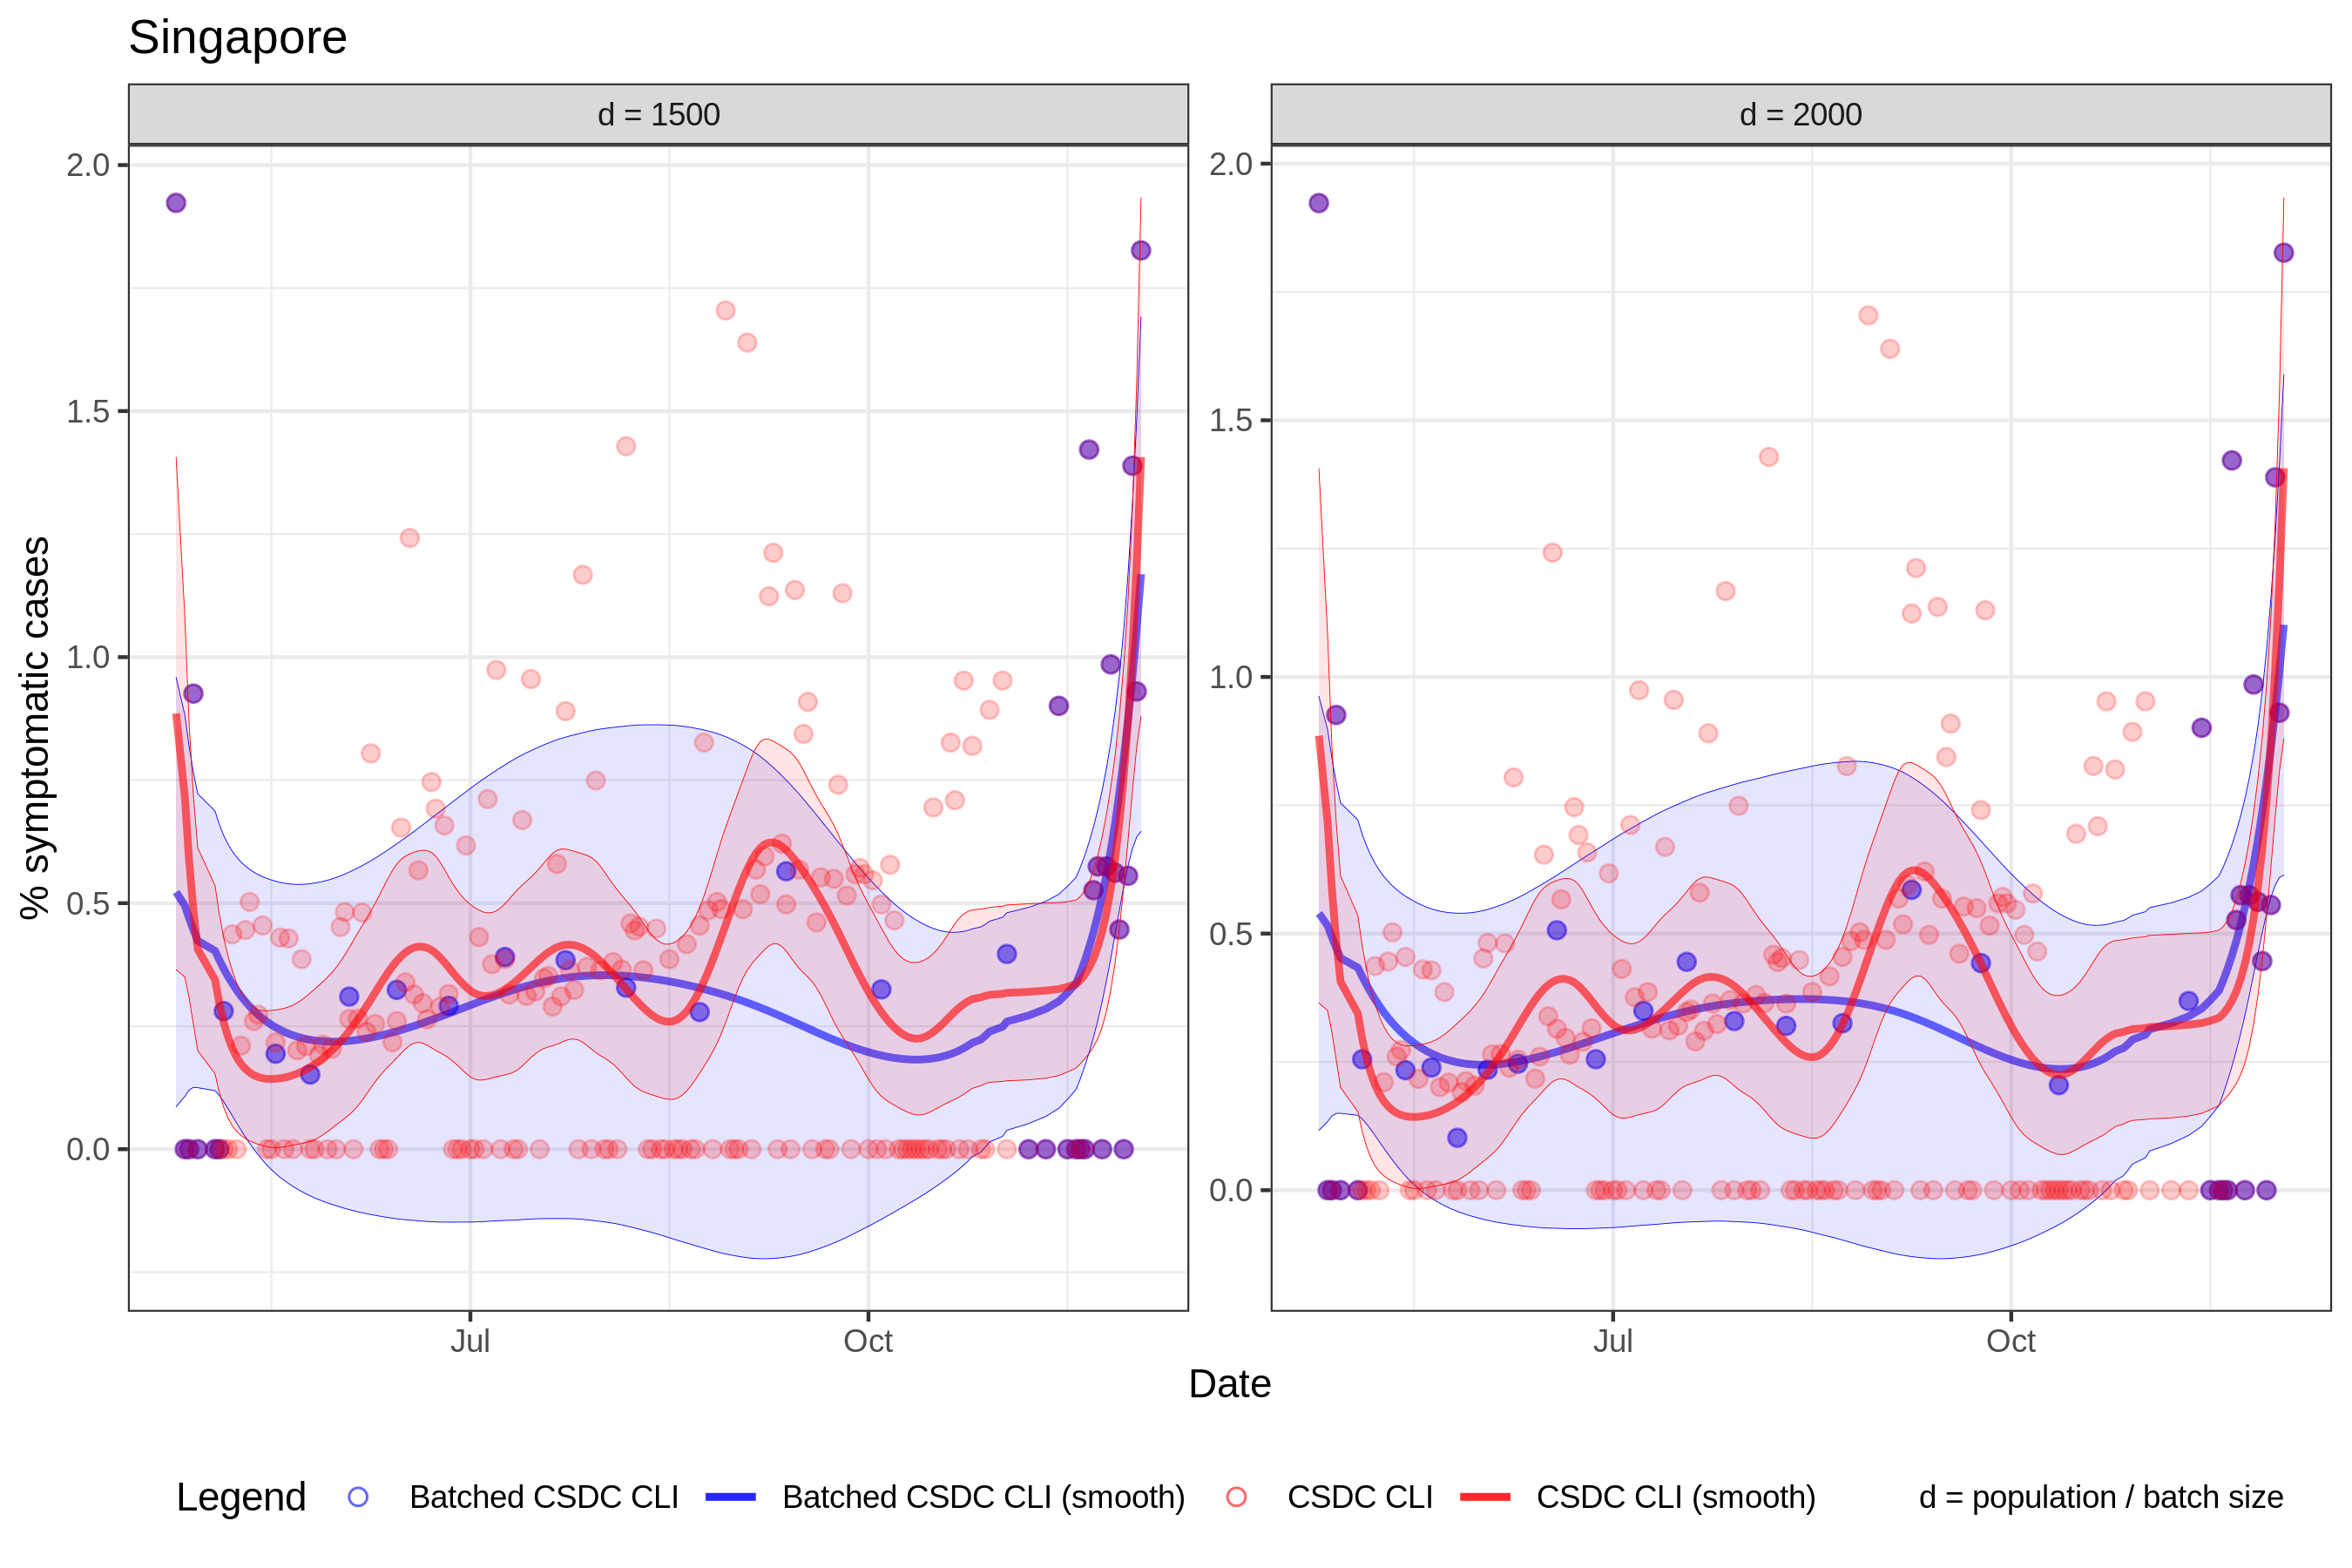 Singapore
d = 1500
d = 2000
% symptomatic cases
2.0
1.5
1.0
0.5
0.0
2.0
1.5
1.0
0.5
0.0
Jul
Oct
Jul
Oct
Date
Legend
Batched CSDC CLI
Batched CSDC CLI (smooth)
CSDC CLI
CSDC CLI (smooth)
d = population / batch size